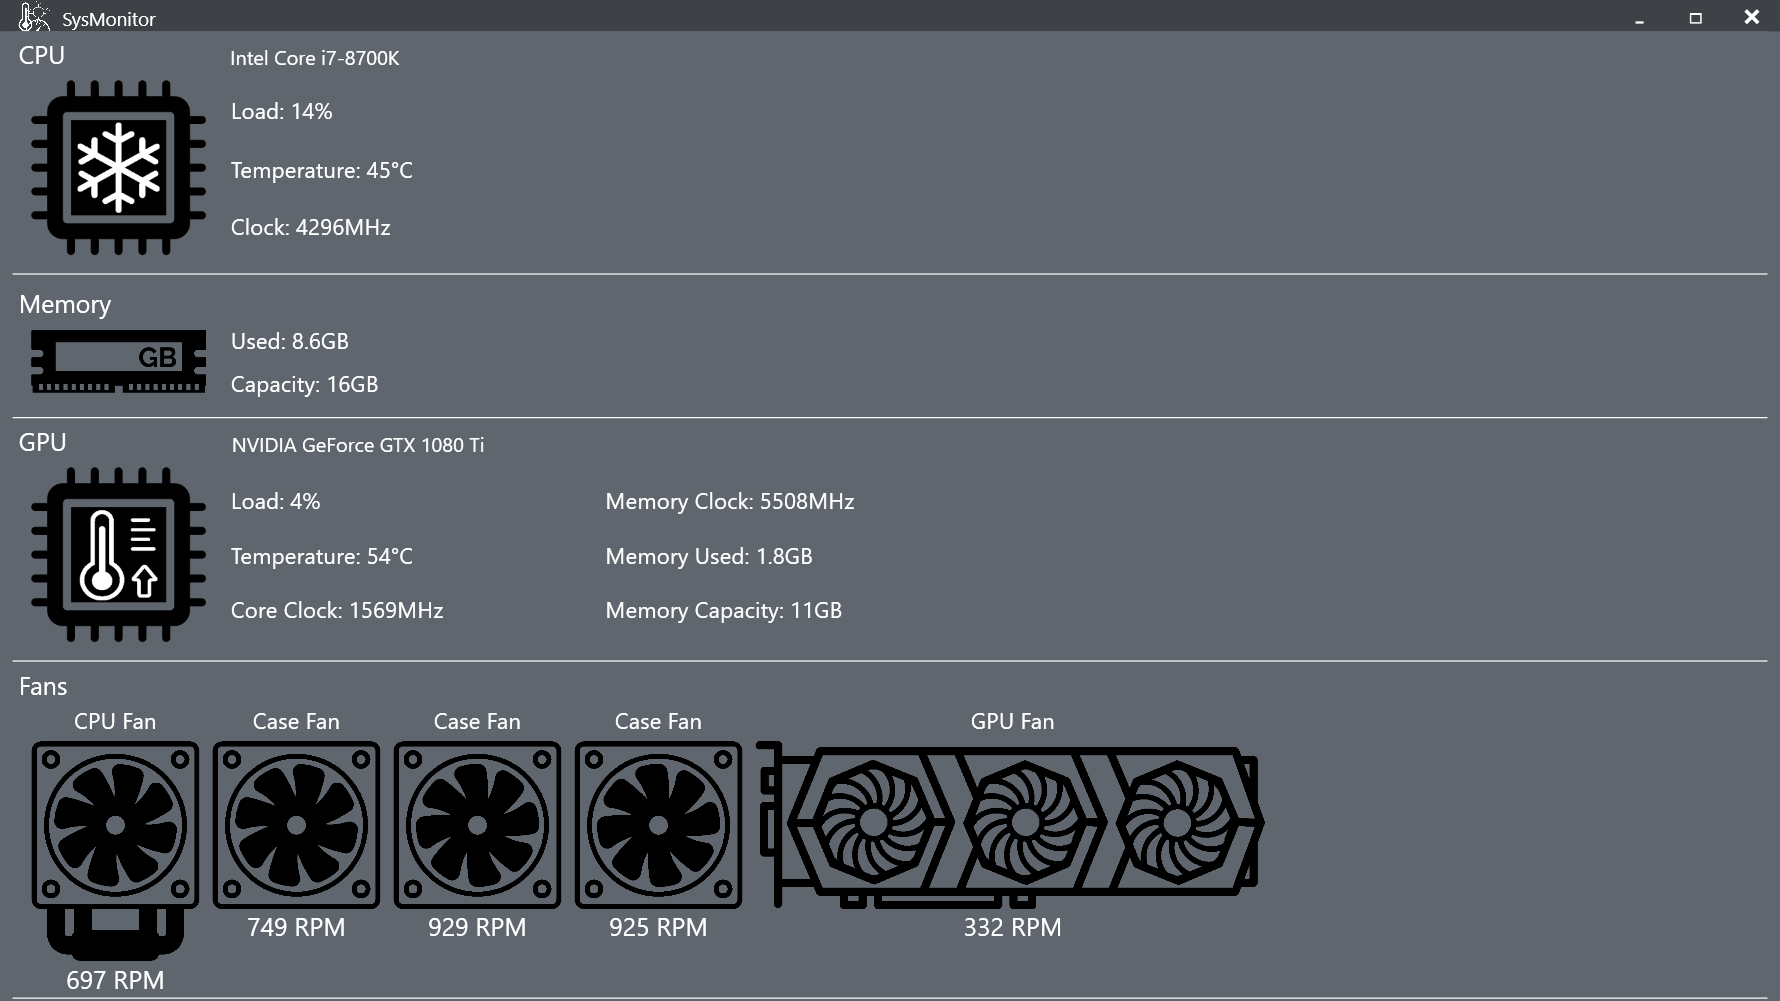 SysMonitor
CPU
Intel Core i7-8700K
Load: 14%
Temperature: 45°C
Clock: 4296MHz
Memory
GB
Used: 8.6GB
Capacity: 16GB
GPU
NVIDIA GeForce GTX 1080 Ti
Load: 4%
Memory Clock: 5508MHz
Temperature: 54°C
Memory Used: 1.8GB
Core Clock: 1569MHz
Memory Capacity: 11GB
Fans
CPU Fan
Case Fan
Case Fan
Case Fan
GPU Fan
749 RPM
929 RPM
925 RPM
332 RPM
697 RPM